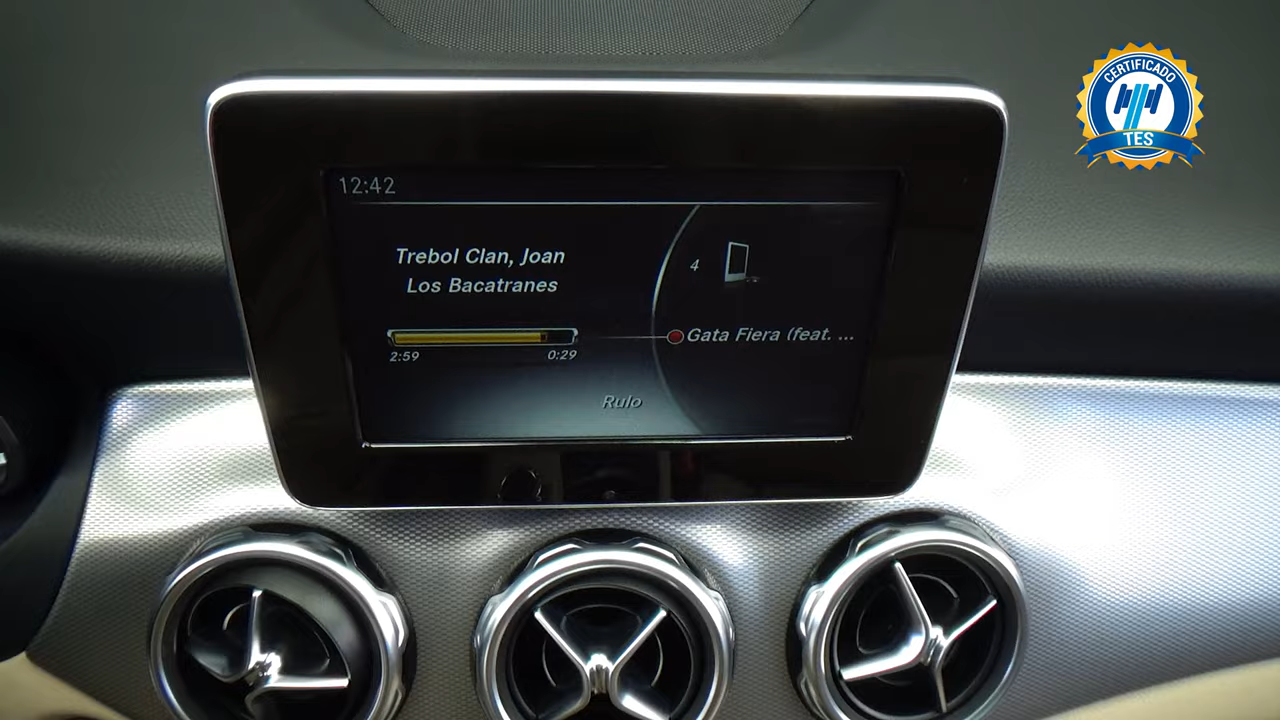 CERTIFICADO
TES
12:42
Trebol Clan, Joan
Los Bacatranes
4
2:59
0:29
Gata Fiera (feat. ...
Rulo